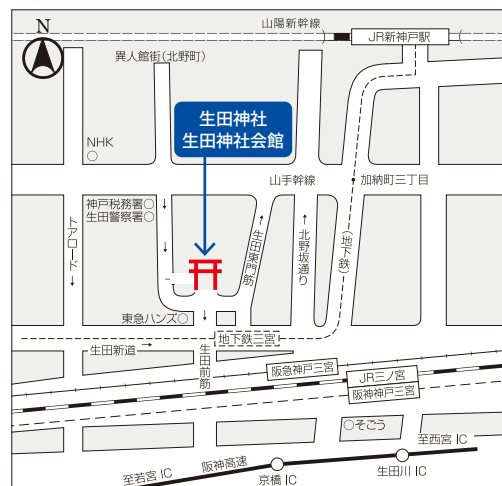 N
山陽新幹線
JR新神戸駅
異人館街(北野町)
生田神社
生田神社会館
NHK
山手幹線
加納町三丁目
神戸税務署
生田警察署
トアロード
生田東門筋
北野坂通り
(地下鉄)
東急ハンズ
地下鉄三宮
生田新道
生田前筋
阪急神戸三宮
JR三ノ宮
阪神神戸三宮
そごう
至西宮 IC
阪神高速
至若宮 IC
京橋 IC
生田川 IC